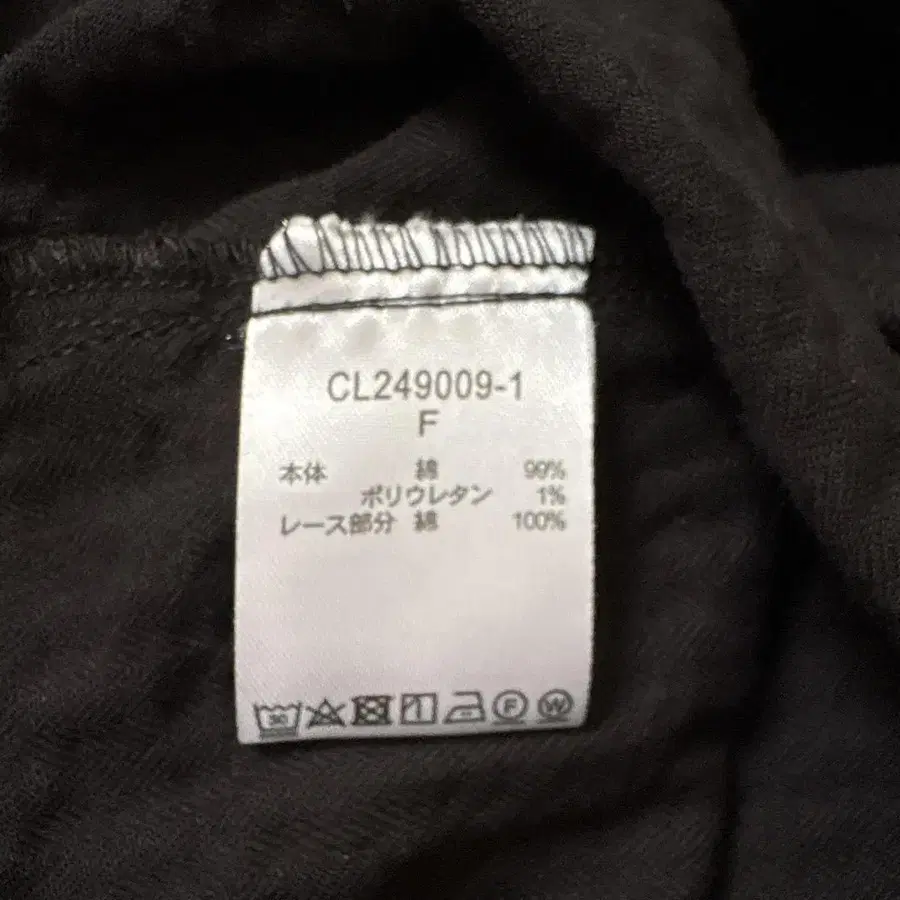 CL249009-1
F
本体 綿 99%
ポリウレタン 1%
レース部分 綿 100%
30 F W